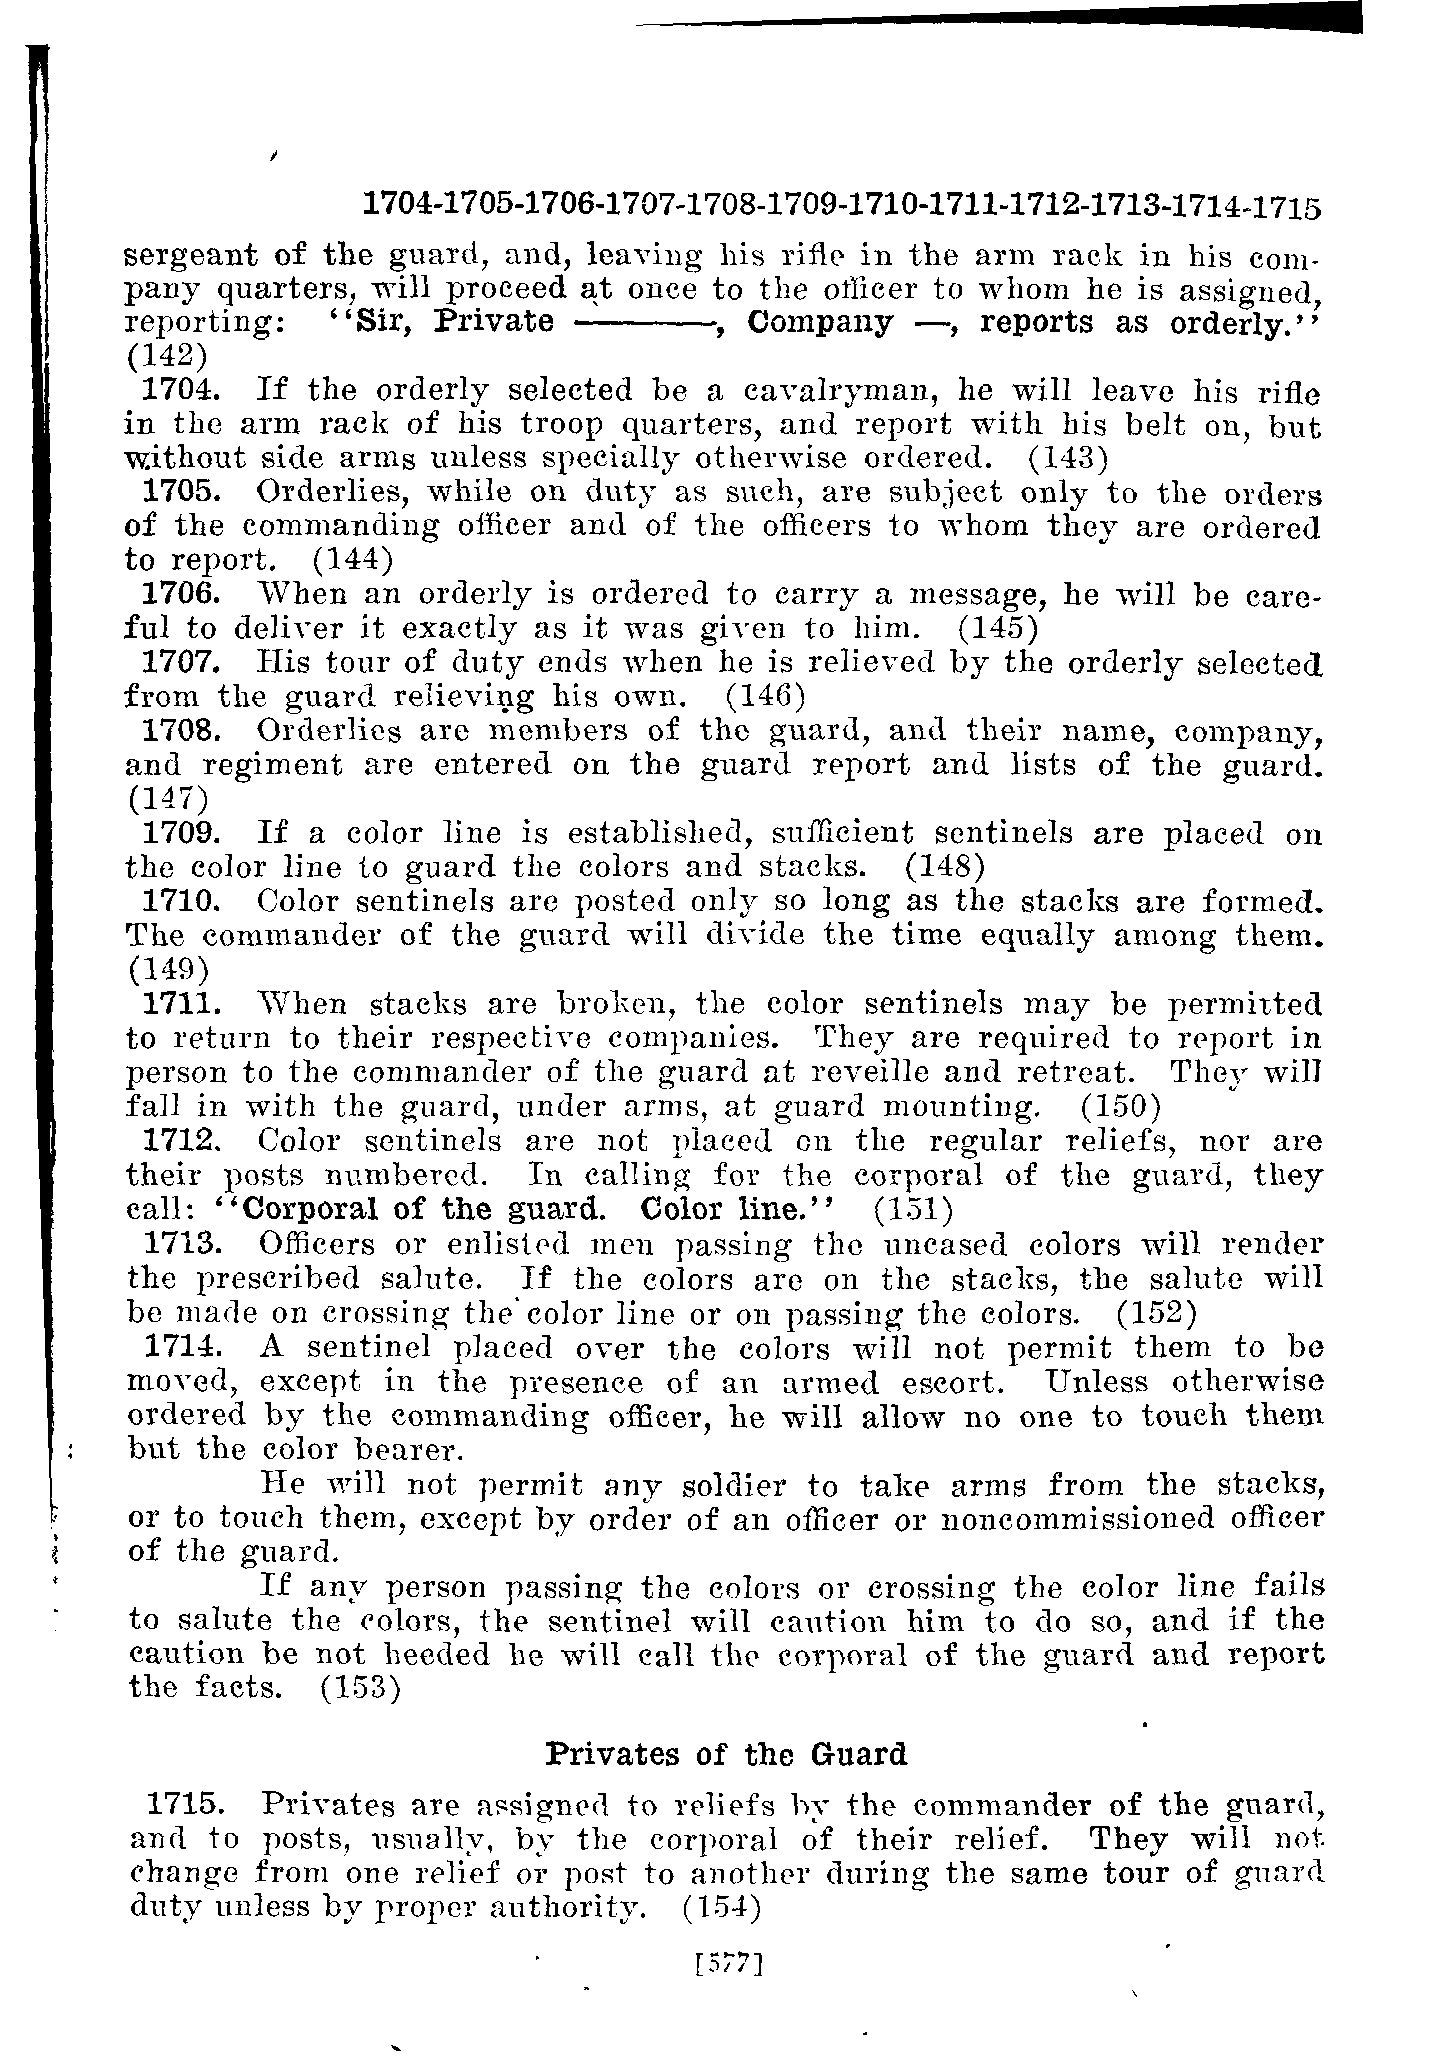 1704-1705-1706-1707-1708-1709-1710-1711-1712-1713-1714-1715
sergeant of the guard, and, leaving his rifle in the arm rack in his com-
pany quarters, will proceed at once to the officer to whom he is assigned,
reporting: "Sir, Private ———, Company —, reports as orderly."
(142)
1704. If the orderly selected be a cavalryman, he will leave his rifle
in the arm rack of his troop quarters, and report with his belt on, but
without side arms unless specially otherwise ordered. (143)
1705. Orderlies, while on duty as such, are subject only to the orders
of the commanding officer and of the officers to whom they are ordered
to report. (144)
1706. When an orderly is ordered to carry a message, he will be care-
ful to deliver it exactly as it was given to him. (145)
1707. His tour of duty ends when he is relieved by the orderly selected
from the guard relieving his own. (146)
1708. Orderlies are members of the guard, and their name, company,
and regiment are entered on the guard report and lists of the guard.
(147)
1709. If a color line is established, sufficient sentinels are placed on
the color line to guard the colors and stacks. (148)
1710. Color sentinels are posted only so long as the stacks are formed.
The commander of the guard will divide the time equally among them.
(149)
1711. When stacks are broken, the color sentinels may be permitted
to return to their respective companies. They are required to report in
person to the commander of the guard at reveille and retreat. They will
fall in with the guard, under arms, at guard mounting. (150)
1712. Color sentinels are not placed on the regular reliefs, nor are
their posts numbered. In calling for the corporal of the guard, they
call: "Corporal of the guard. Color line." (151)
1713. Officers or enlisted men passing the uncased colors will render
the prescribed salute. If the colors are on the stacks, the salute will
be made on crossing the color line or on passing the colors. (152)
1714. A sentinel placed over the colors will not permit them to be
moved, except in the presence of an armed escort. Unless otherwise
ordered by the commanding officer, he will allow no one to touch them
but the color bearer.
He will not permit any soldier to take arms from the stacks,
or to touch them, except by order of an officer or noncommissioned officer
of the guard.
If any person passing the colors or crossing the color line fails
to salute the colors, the sentinel will caution him to do so, and if the
caution be not heeded he will call the corporal of the guard and report
the facts. (153)
Privates of the Guard
1715. Privates are assigned to reliefs by the commander of the guard,
and to posts, usually, by the corporal of their relief. They will not
change from one relief or post to another during the same tour of guard
duty unless by proper authority. (154)
[577]